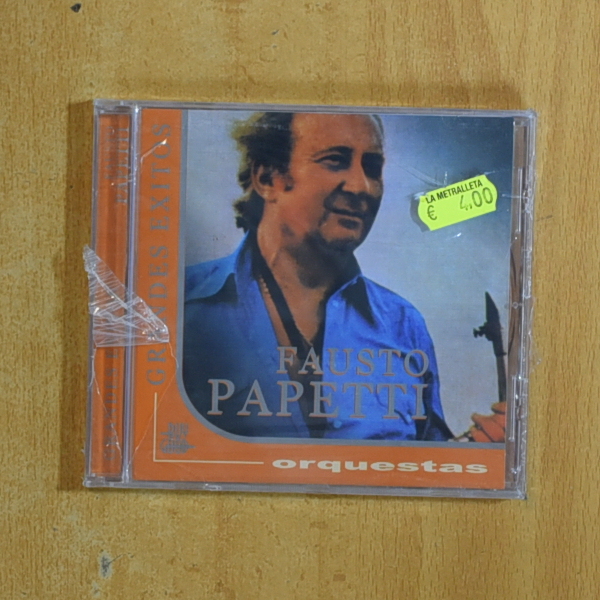 GRANDES EXITOS
LA METRALLETA
€ 4.00
FAUSTO
PAPETTI
orquestas